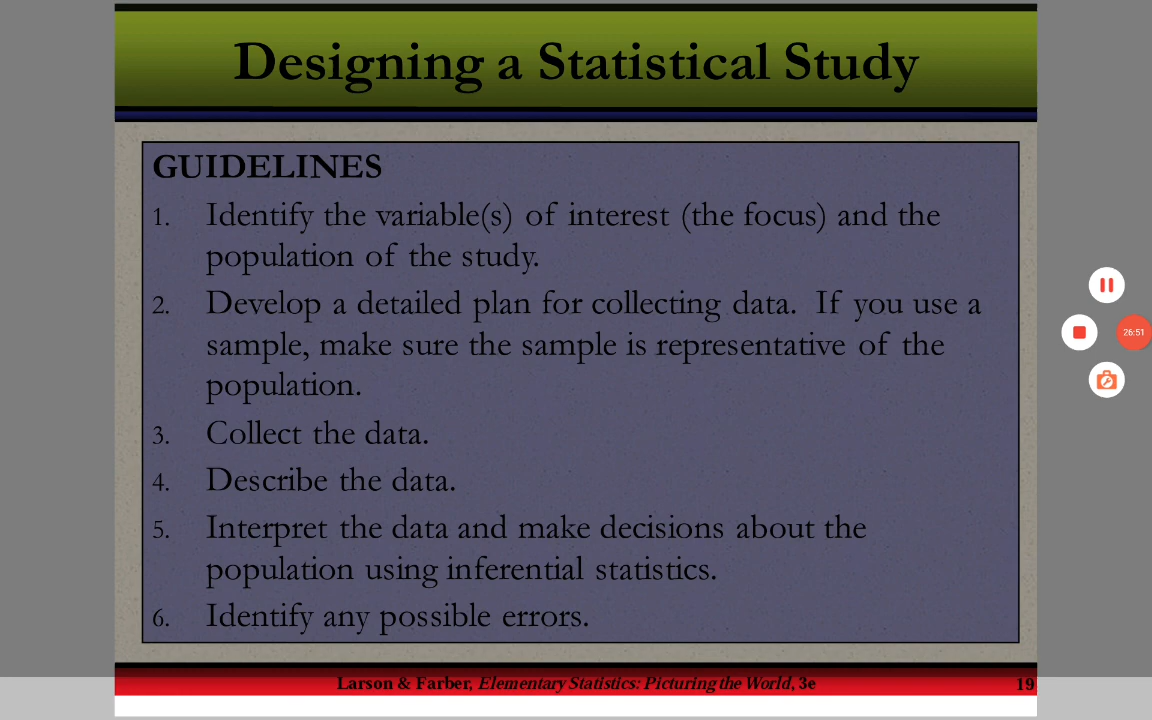 Designing a Statistical Study
GUIDELINES
1. Identify the variable(s) of interest (the focus) and the
population of the study.
2. Develop a detailed plan for collecting data. If you use a
sample, make sure the sample is representative of the
population.
3. Collect the data.
4. Describe the data.
5. Interpret the data and make decisions about the
population using inferential statistics.
6. Identify any possible errors.
26:51
Larson & Farber, Elementary Statistics: Picturing the World, 3e
19